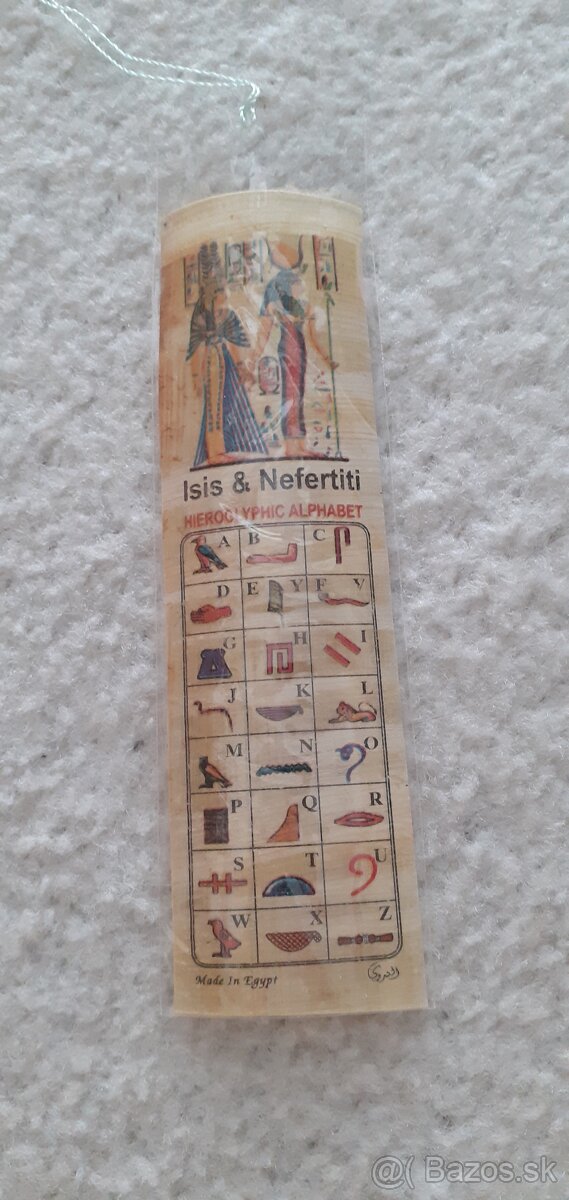 Isis & Nefertiti
HIEROGLYPHIC ALPHABET
A B C
D E Y F V
G H I
J K L
M N O
P Q R
S T U
W X Z
Made In Egypt
@( Bazos.sk